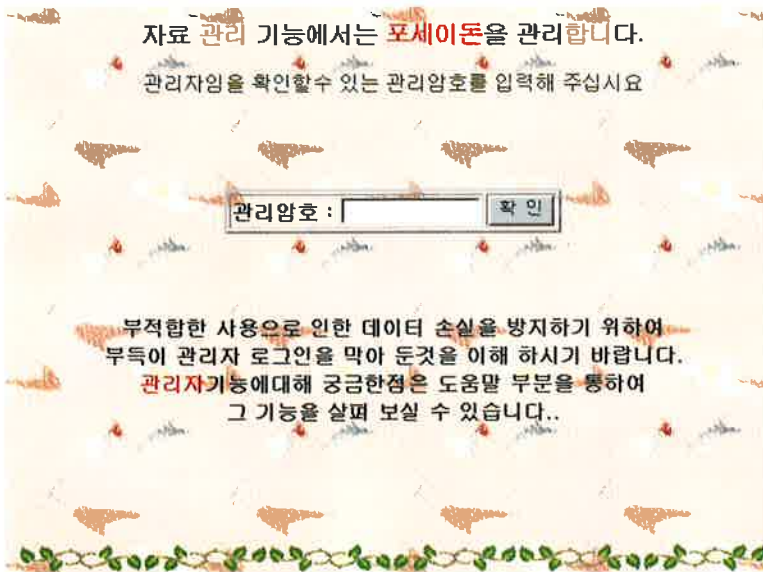 자료 관리 기능에서는 포세이돈을 관리합니다.
관리자임을 확인할수 있는 관리암호를 입력해 주십시요
관리암호 : 확 인
부적합한 사용으로 인한 데이터 손실을 방지하기 위하여
부득이 관리자 로그인을 막아 둔것을 이해 하시기 바랍니다.
관리자기능에대해 궁금한점은 도움말 부분을 통하여
그 기능을 살펴 보실 수 있습니다..